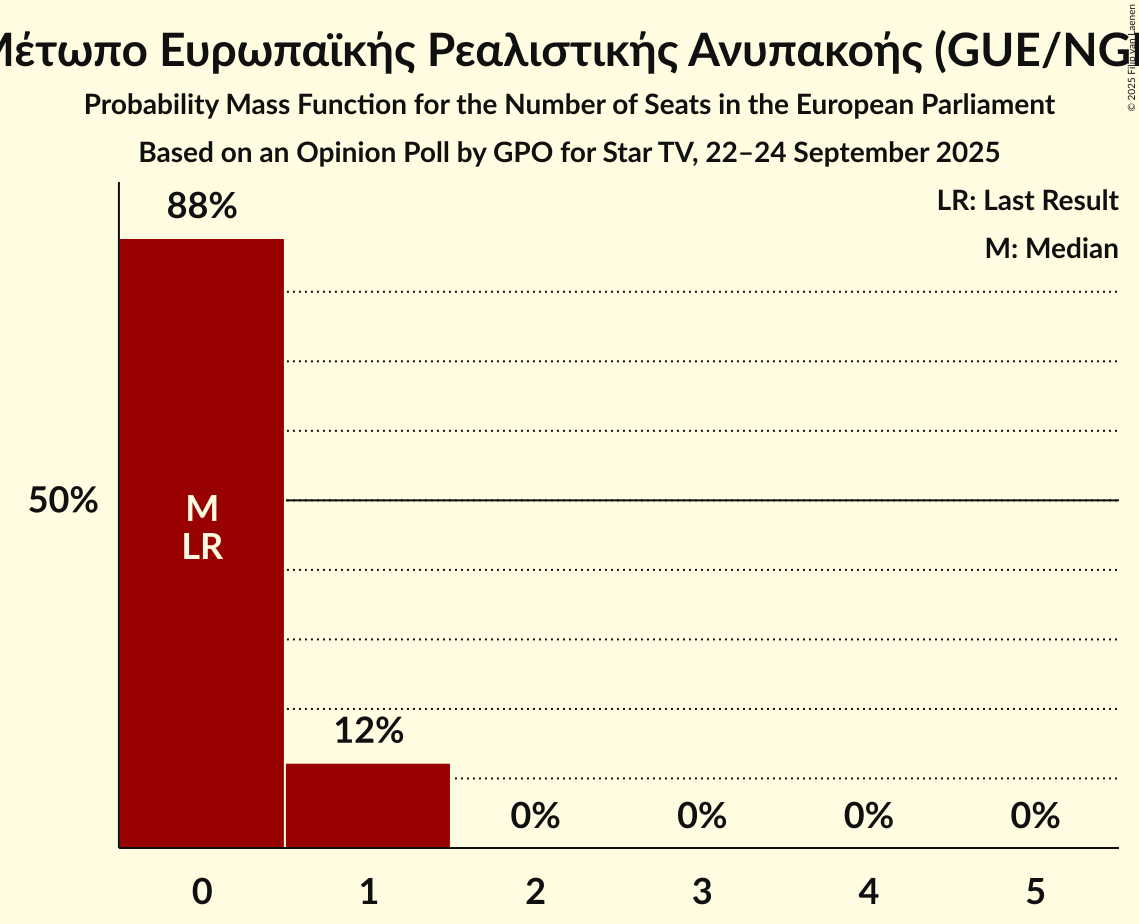 Μέτωπο Ευρωπαϊκής Ρεαλιστικής Ανυπακοής (GUE/NGL
© 2025 Filip van Laenen
Probability Mass Function for the Number of Seats in the European Parliament
Based on an Opinion Poll by GPO for Star TV, 22–24 September 2025
LR: Last Result
M: Median
88%
50%
M
LR
12%
0%
0%
0%
0%
0
1
2
3
4
5